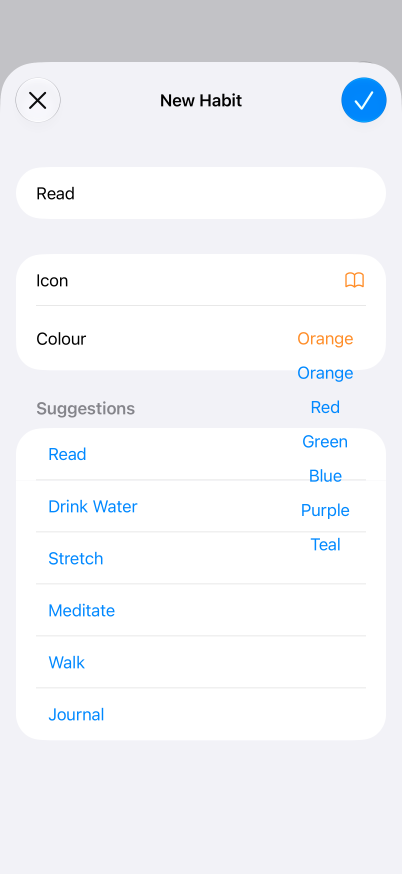 New Habit
Read
Icon
Colour
Orange
Orange
Red
Green
Blue
Purple
Teal
Suggestions
Read
Drink Water
Stretch
Meditate
Walk
Journal